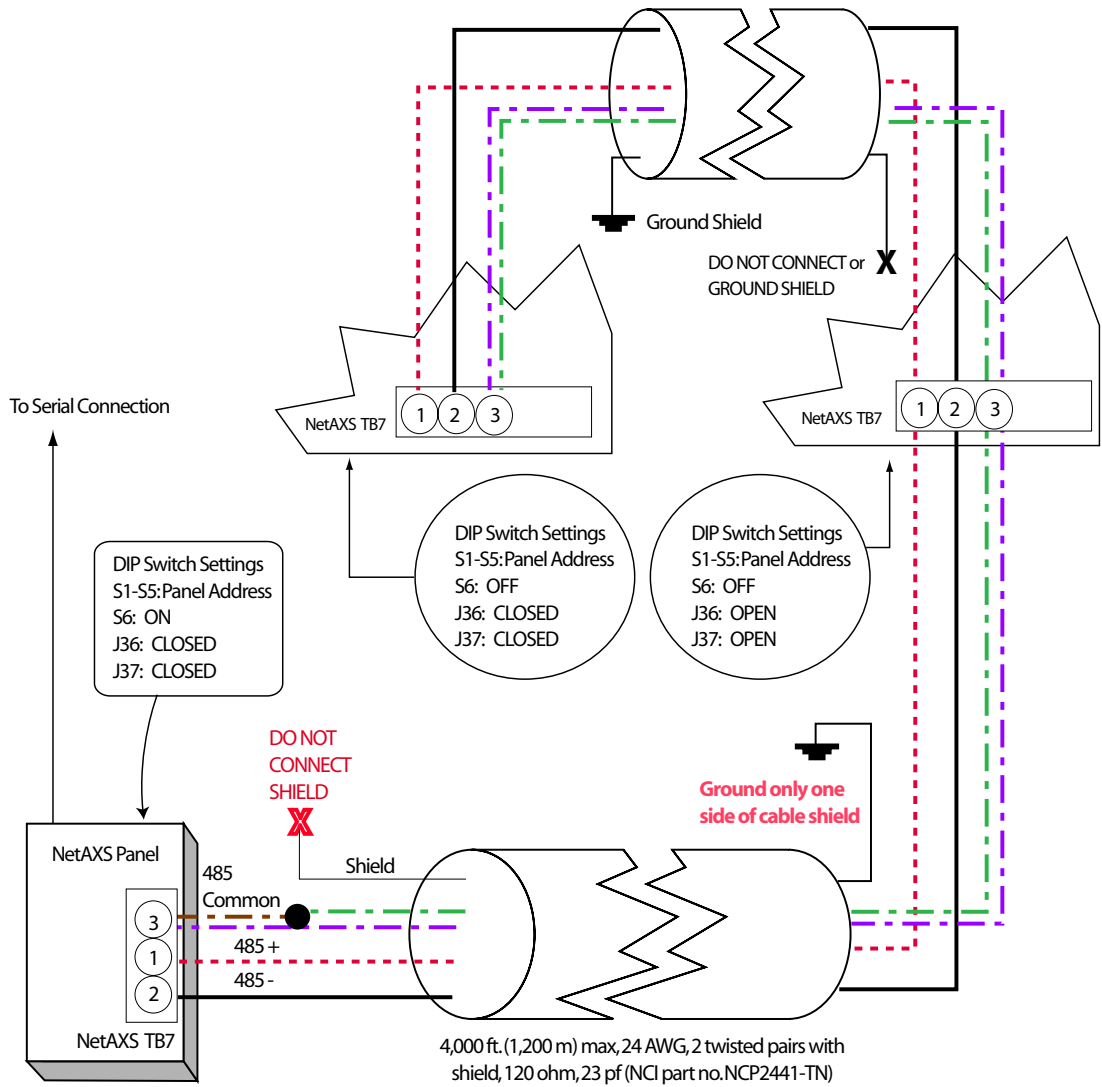 Ground Shield
DO NOT CONNECT or
GROUND SHIELD
X
To Serial Connection
NetAXS TB7
1 2 3
NetAXS TB7
1 2 3
DIP Switch Settings
S1-S5:Panel Address
S6: ON
J36: CLOSED
J37: CLOSED
DIP Switch Settings
S1-S5:Panel Address
S6: OFF
J36: CLOSED
J37: CLOSED
DIP Switch Settings
S1-S5:Panel Address
S6: OFF
J36: OPEN
J37: OPEN
DO NOT
CONNECT
SHIELD
X
Ground only one
side of cable shield
NetAXS Panel
485
Common
Shield
3
485 +
1
485 -
2
NetAXS TB7
4,000 ft. (1,200 m) max, 24 AWG, 2 twisted pairs with
shield, 120 ohm, 23 pf (NCI part no. NCP2441-TN)